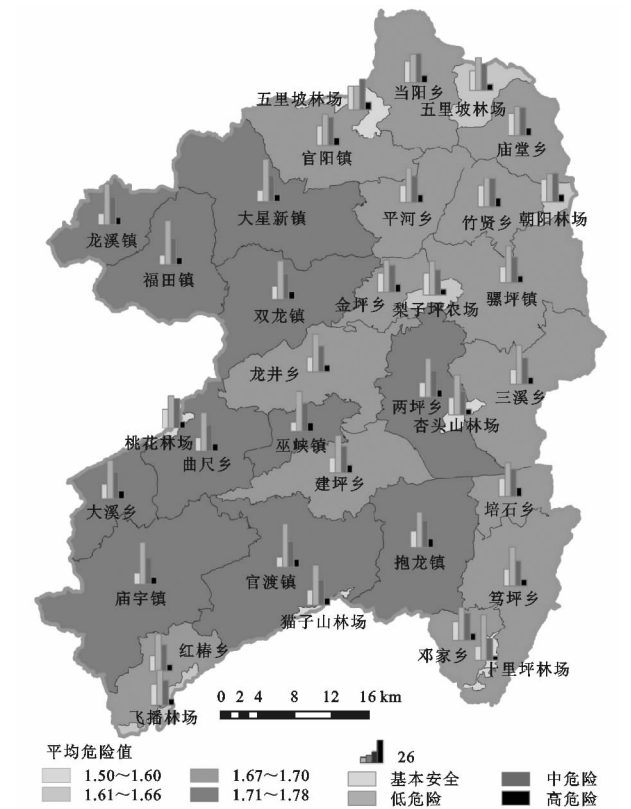 当阳乡
五里坡林场
五里坡林场
庙堂乡
官阳镇
大星新镇
平河乡
竹贤乡
朝阳林场
龙溪镇
福田镇
双龙镇
金坪乡
梨子坪农场
骡坪镇
龙井乡
两坪乡
三溪乡
杏头山林场
桃花林场
曲尺乡
巫峡镇
建坪乡
大溪乡
培石乡
庙宇镇
官渡镇
抱龙镇
笃坪乡
猫子山林场
红椿乡
邓家乡
十里坪林场
飞播林场
0 2 4 8 12 16 km
平均危险值
26
1.50～1.60
1.67～1.70
基本安全
中危险
1.61～1.66
1.71～1.78
低危险
高危险